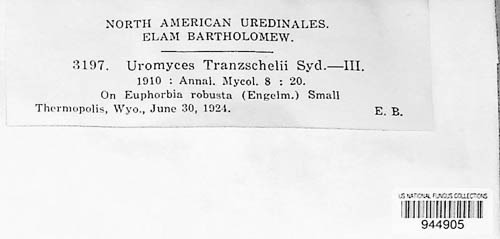 NORTH AMERICAN UREDINALES.
ELAM BARTHOLOMEW.
3197. Uromyces Tranzschelii Syd.—III.
1910 : Annal. Mycol. 8 : 20.
On Euphorbia robusta (Engelm.) Small
Thermopolis, Wyo., June 30, 1924. E. B.
US NATIONAL FUNGUS COLLECTIONS
944905